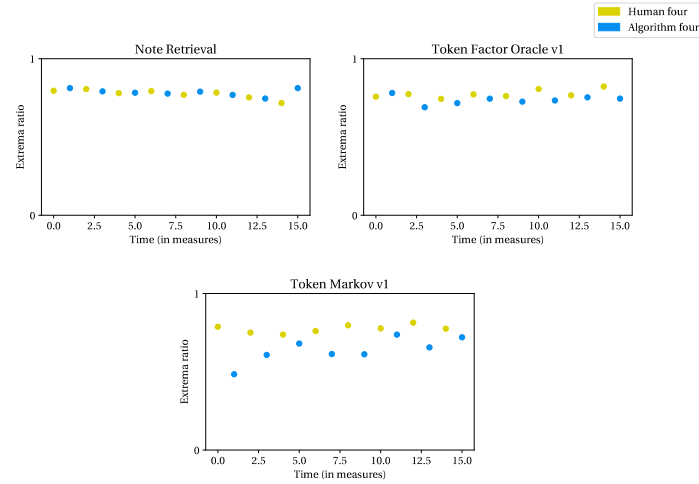 Human four
Algorithm four
Note Retrieval
1
Extrema ratio
0
0.0 2.5 5.0 7.5 10.0 12.5 15.0
Time (in measures)
Token Factor Oracle v1
1
Extrema ratio
0
0.0 2.5 5.0 7.5 10.0 12.5 15.0
Time (in measures)
Token Markov v1
1
Extrema ratio
0
0.0 2.5 5.0 7.5 10.0 12.5 15.0
Time (in measures)